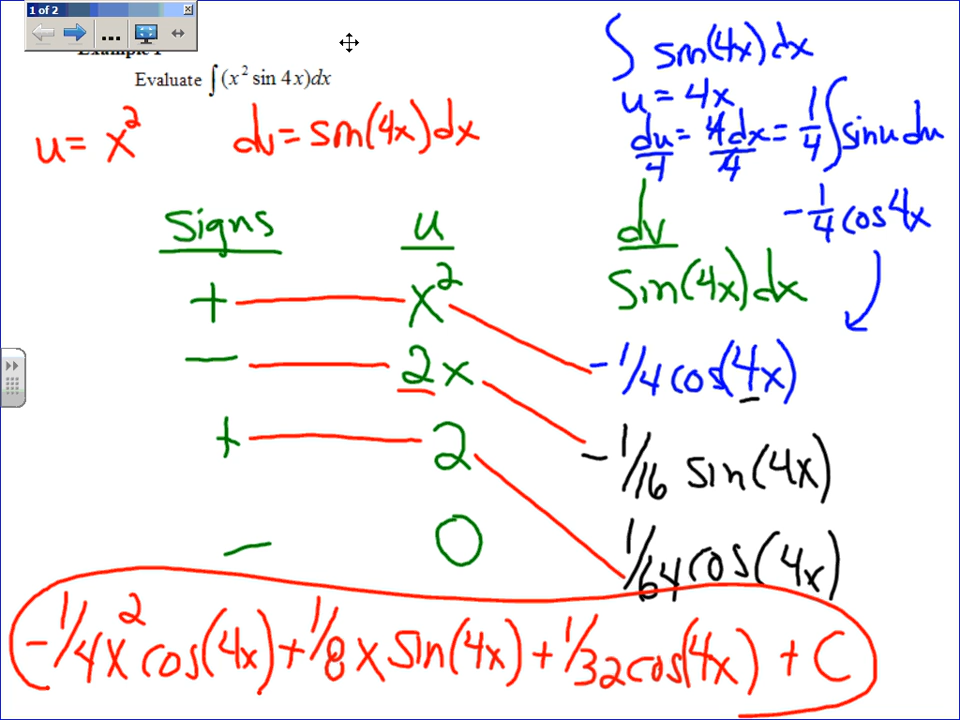 1 of 2
Example 1
Evaluate ∫(x² sin 4x)dx
u = x² dv = sin(4x)dx
∫ sin(4x)dx
u = 4x
du/4 = 4dx/4 = 1/4 ∫ sin u du
-1/4 cos 4x
Signs u dv
+ x² sin(4x)dx
- 2x -1/4 cos(4x)
+ 2 -1/16 sin(4x)
- 0 1/64 cos(4x)
-1/4 x² cos(4x) + 1/8 x sin(4x) + 1/32 cos(4x) + C